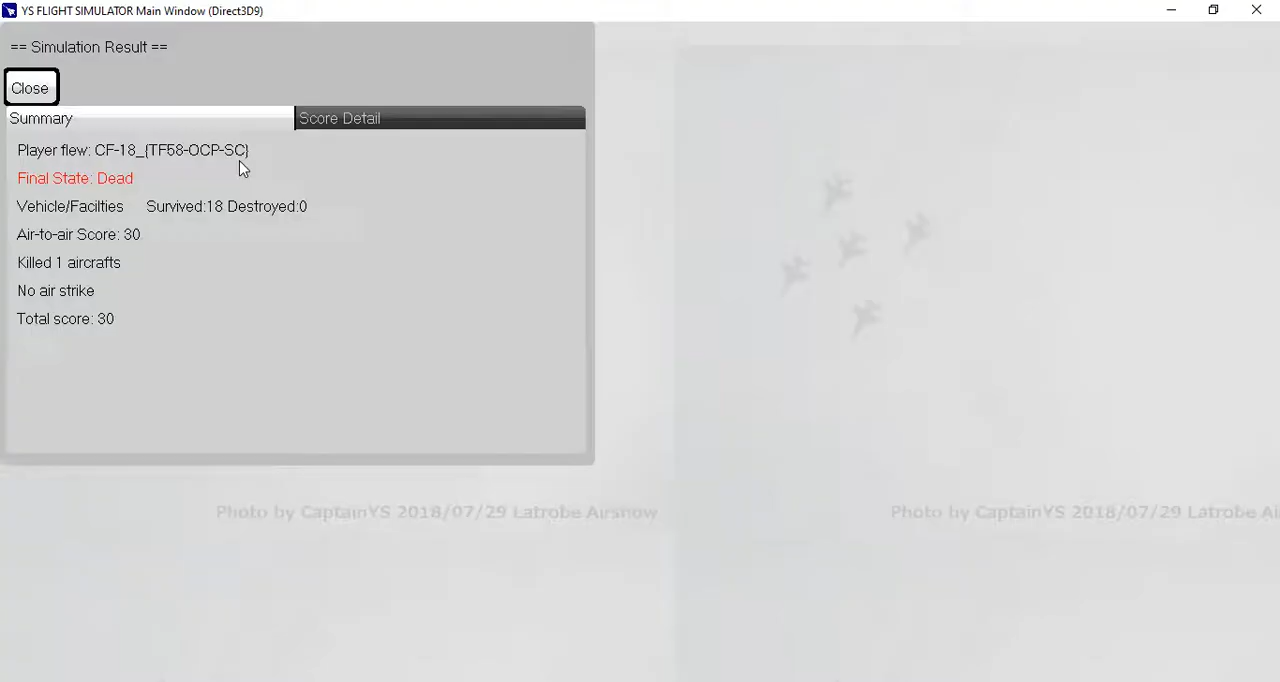 YS FLIGHT SIMULATOR Main Window (Direct3D9)
== Simulation Result ==
Close
Summary
Score Detail
Player flew: CF-18_{TF58-OCP-SC}
Final State: Dead
Vehicle/Facilties Survived:18 Destroyed:0
Air-to-air Score: 30
Killed 1 aircrafts
No air strike
Total score: 30
Photo by CaptainYS 2018/07/29 Latrobe Airshow
Photo by CaptainYS 2018/07/29 Latrobe Ai